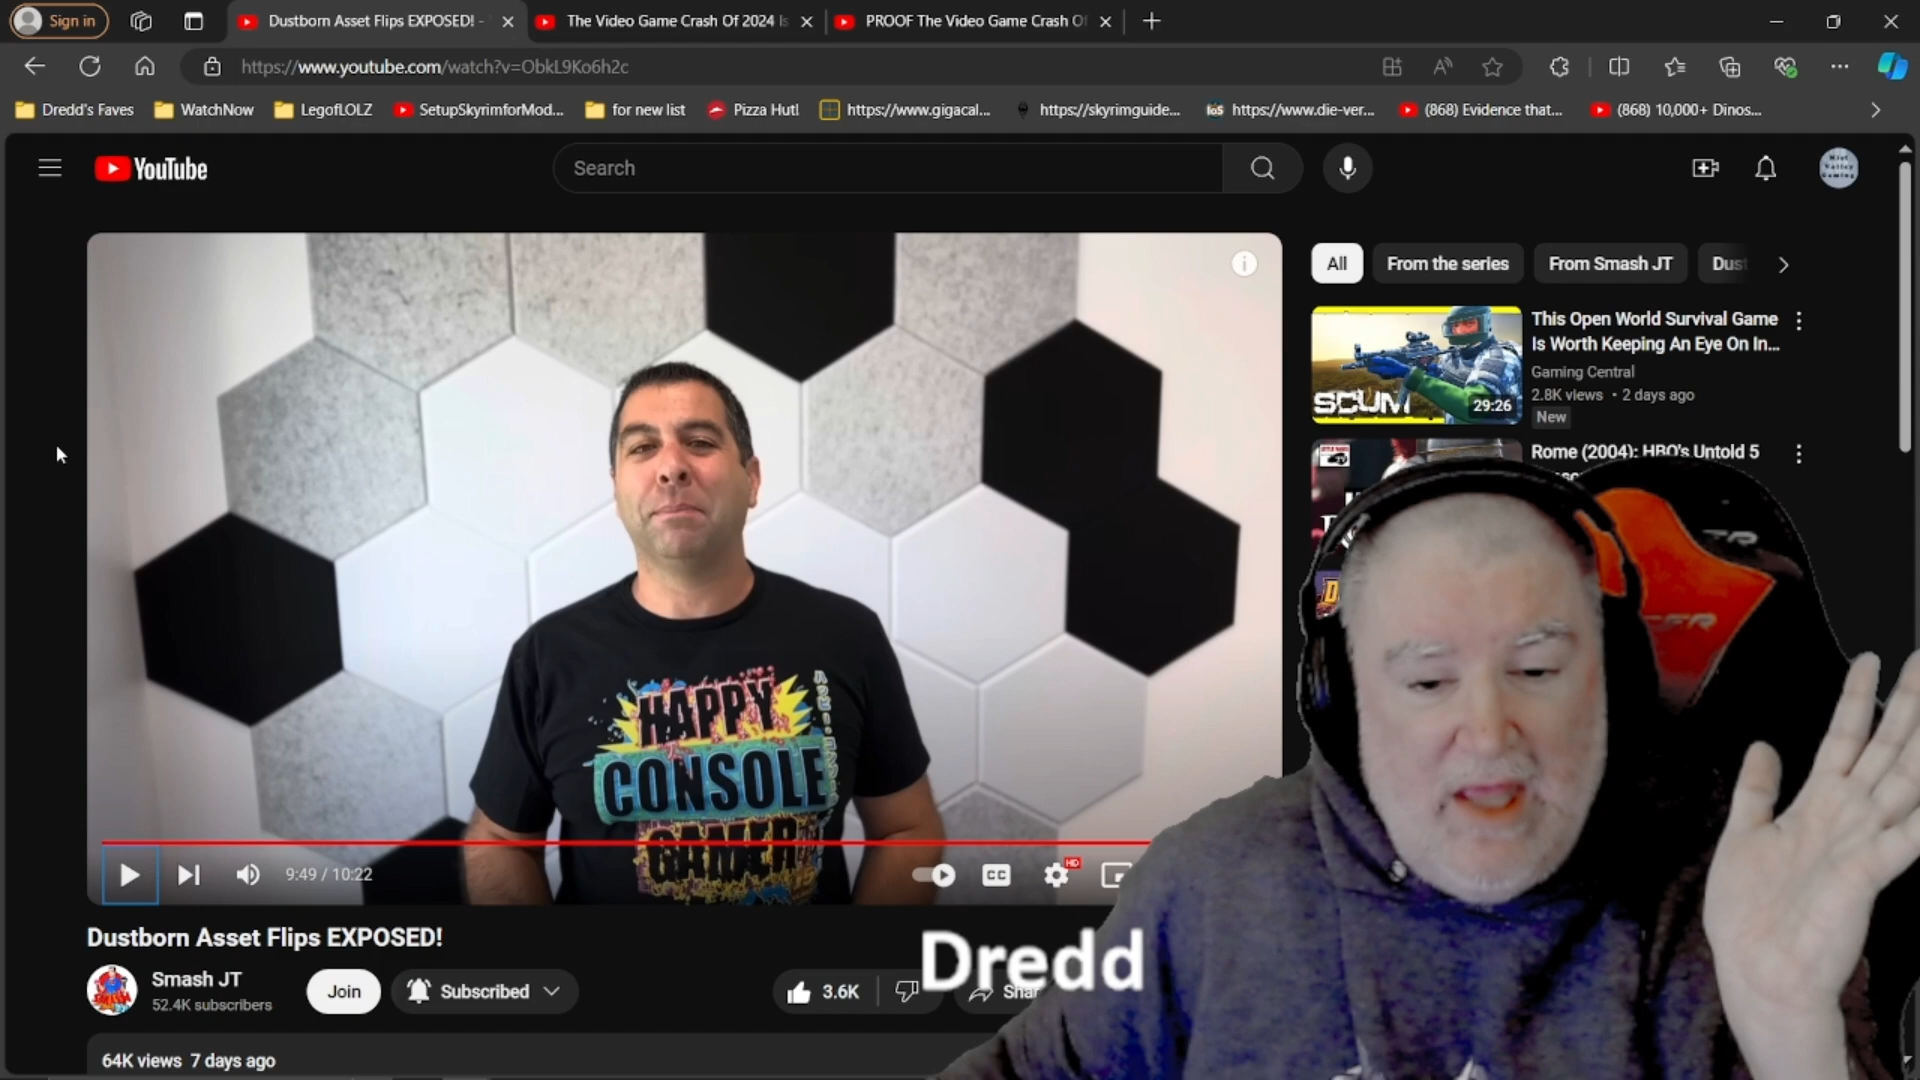 Sign in
Dustborn Asset Flips EXPOSED! -
The Video Game Crash Of 2024 Is
PROOF The Video Game Crash Of
https://www.youtube.com/watch?v=ObkL9Ko6h2c
Dredd's Faves
WatchNow
LegofLOLZ
SetupSkyrimforMod...
for new list
Pizza Hut!
https://www.gigacal...
https://skyrimguide...
https://www.die-ver...
(868) Evidence that...
(868) 10,000+ Dinos...
YouTube
Search
All
From the series
From Smash JT
Dust
This Open World Survival Game
Is Worth Keeping An Eye On In...
Gaming Central
2.8K views • 2 days ago
New
SCUM
29:26
Rome (2004): HBO's Untold 5
HAPPY
CONSOLE
GAMER
9:49 / 10:22
CC
HD
Dustborn Asset Flips EXPOSED!
Smash JT
52.4K subscribers
Join
Subscribed
3.6K
Shar
Dredd
64K views 7 days ago